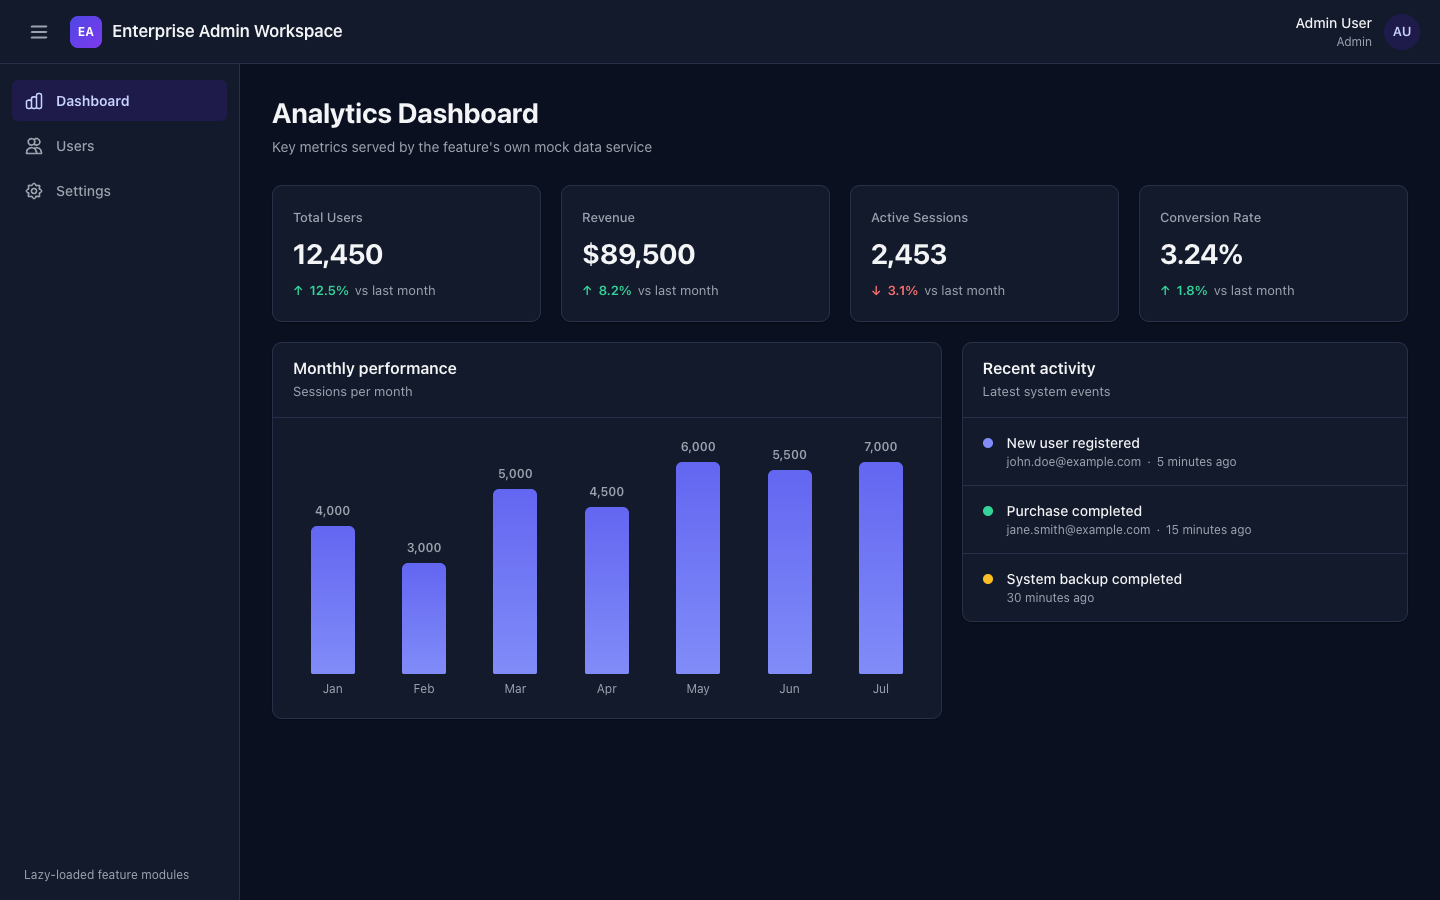 EA Enterprise Admin Workspace
Admin User
Admin
AU
Dashboard
Users
Settings
Lazy-loaded feature modules
Analytics Dashboard
Key metrics served by the feature's own mock data service
Total Users
12,450
↑ 12.5% vs last month
Revenue
$89,500
↑ 8.2% vs last month
Active Sessions
2,453
↓ 3.1% vs last month
Conversion Rate
3.24%
↑ 1.8% vs last month
Monthly performance
Sessions per month
4,000
3,000
5,000
4,500
6,000
5,500
7,000
Jan Feb Mar Apr May Jun Jul
Recent activity
Latest system events
New user registered
john.doe@example.com · 5 minutes ago
Purchase completed
jane.smith@example.com · 15 minutes ago
System backup completed
30 minutes ago